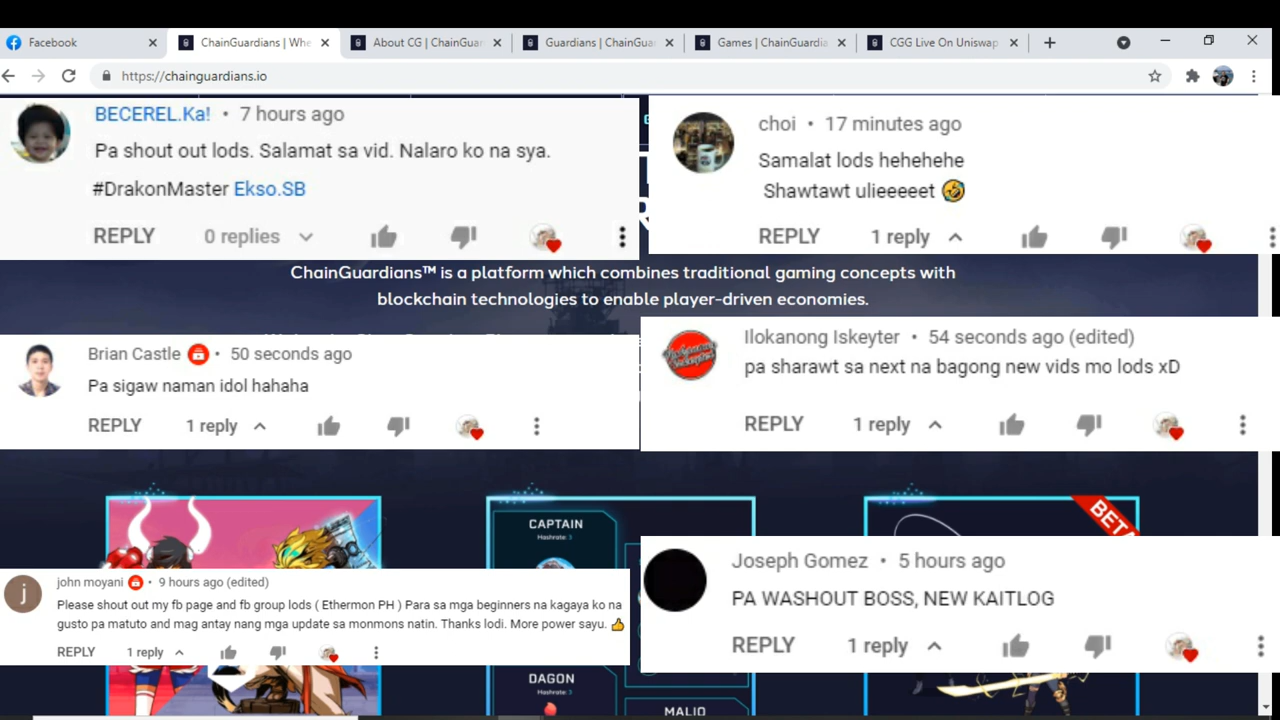 Facebook
ChainGuardians | Whe
About CG | ChainGuar
Guardians | ChainGua
Games | ChainGuardia
CGG Live On Uniswap
https://chainguardians.io
BECEREL.Ka! • 7 hours ago
Pa shout out lods. Salamat sa vid. Nalaro ko na sya.
#DrakonMaster Ekso.SB
REPLY 0 replies
choi • 17 minutes ago
Samalat lods hehehehe
Shawtawt ulieeeeet 🤣
REPLY 1 reply
ChainGuardians™ is a platform which combines traditional gaming concepts with
blockchain technologies to enable player-driven economies.
Brian Castle • 50 seconds ago
Pa sigaw naman idol hahaha
REPLY 1 reply
Ilokanong Iskeyter • 54 seconds ago (edited)
pa sharawt sa next na bagong new vids mo lods xD
REPLY 1 reply
CAPTAIN
Hashrate: 3
BETA
john moyani • 9 hours ago (edited)
Please shout out my fb page and fb group lods ( Ethermon PH ) Para sa mga beginners na kagaya ko na
gusto pa matuto and mag antay nang mga update sa monmons natin. Thanks lodi. More power sayu. 👍
REPLY 1 reply
Joseph Gomez • 5 hours ago
PA WASHOUT BOSS, NEW KAITLOG
REPLY 1 reply
DAGON
Hashrate: 3
MALIO